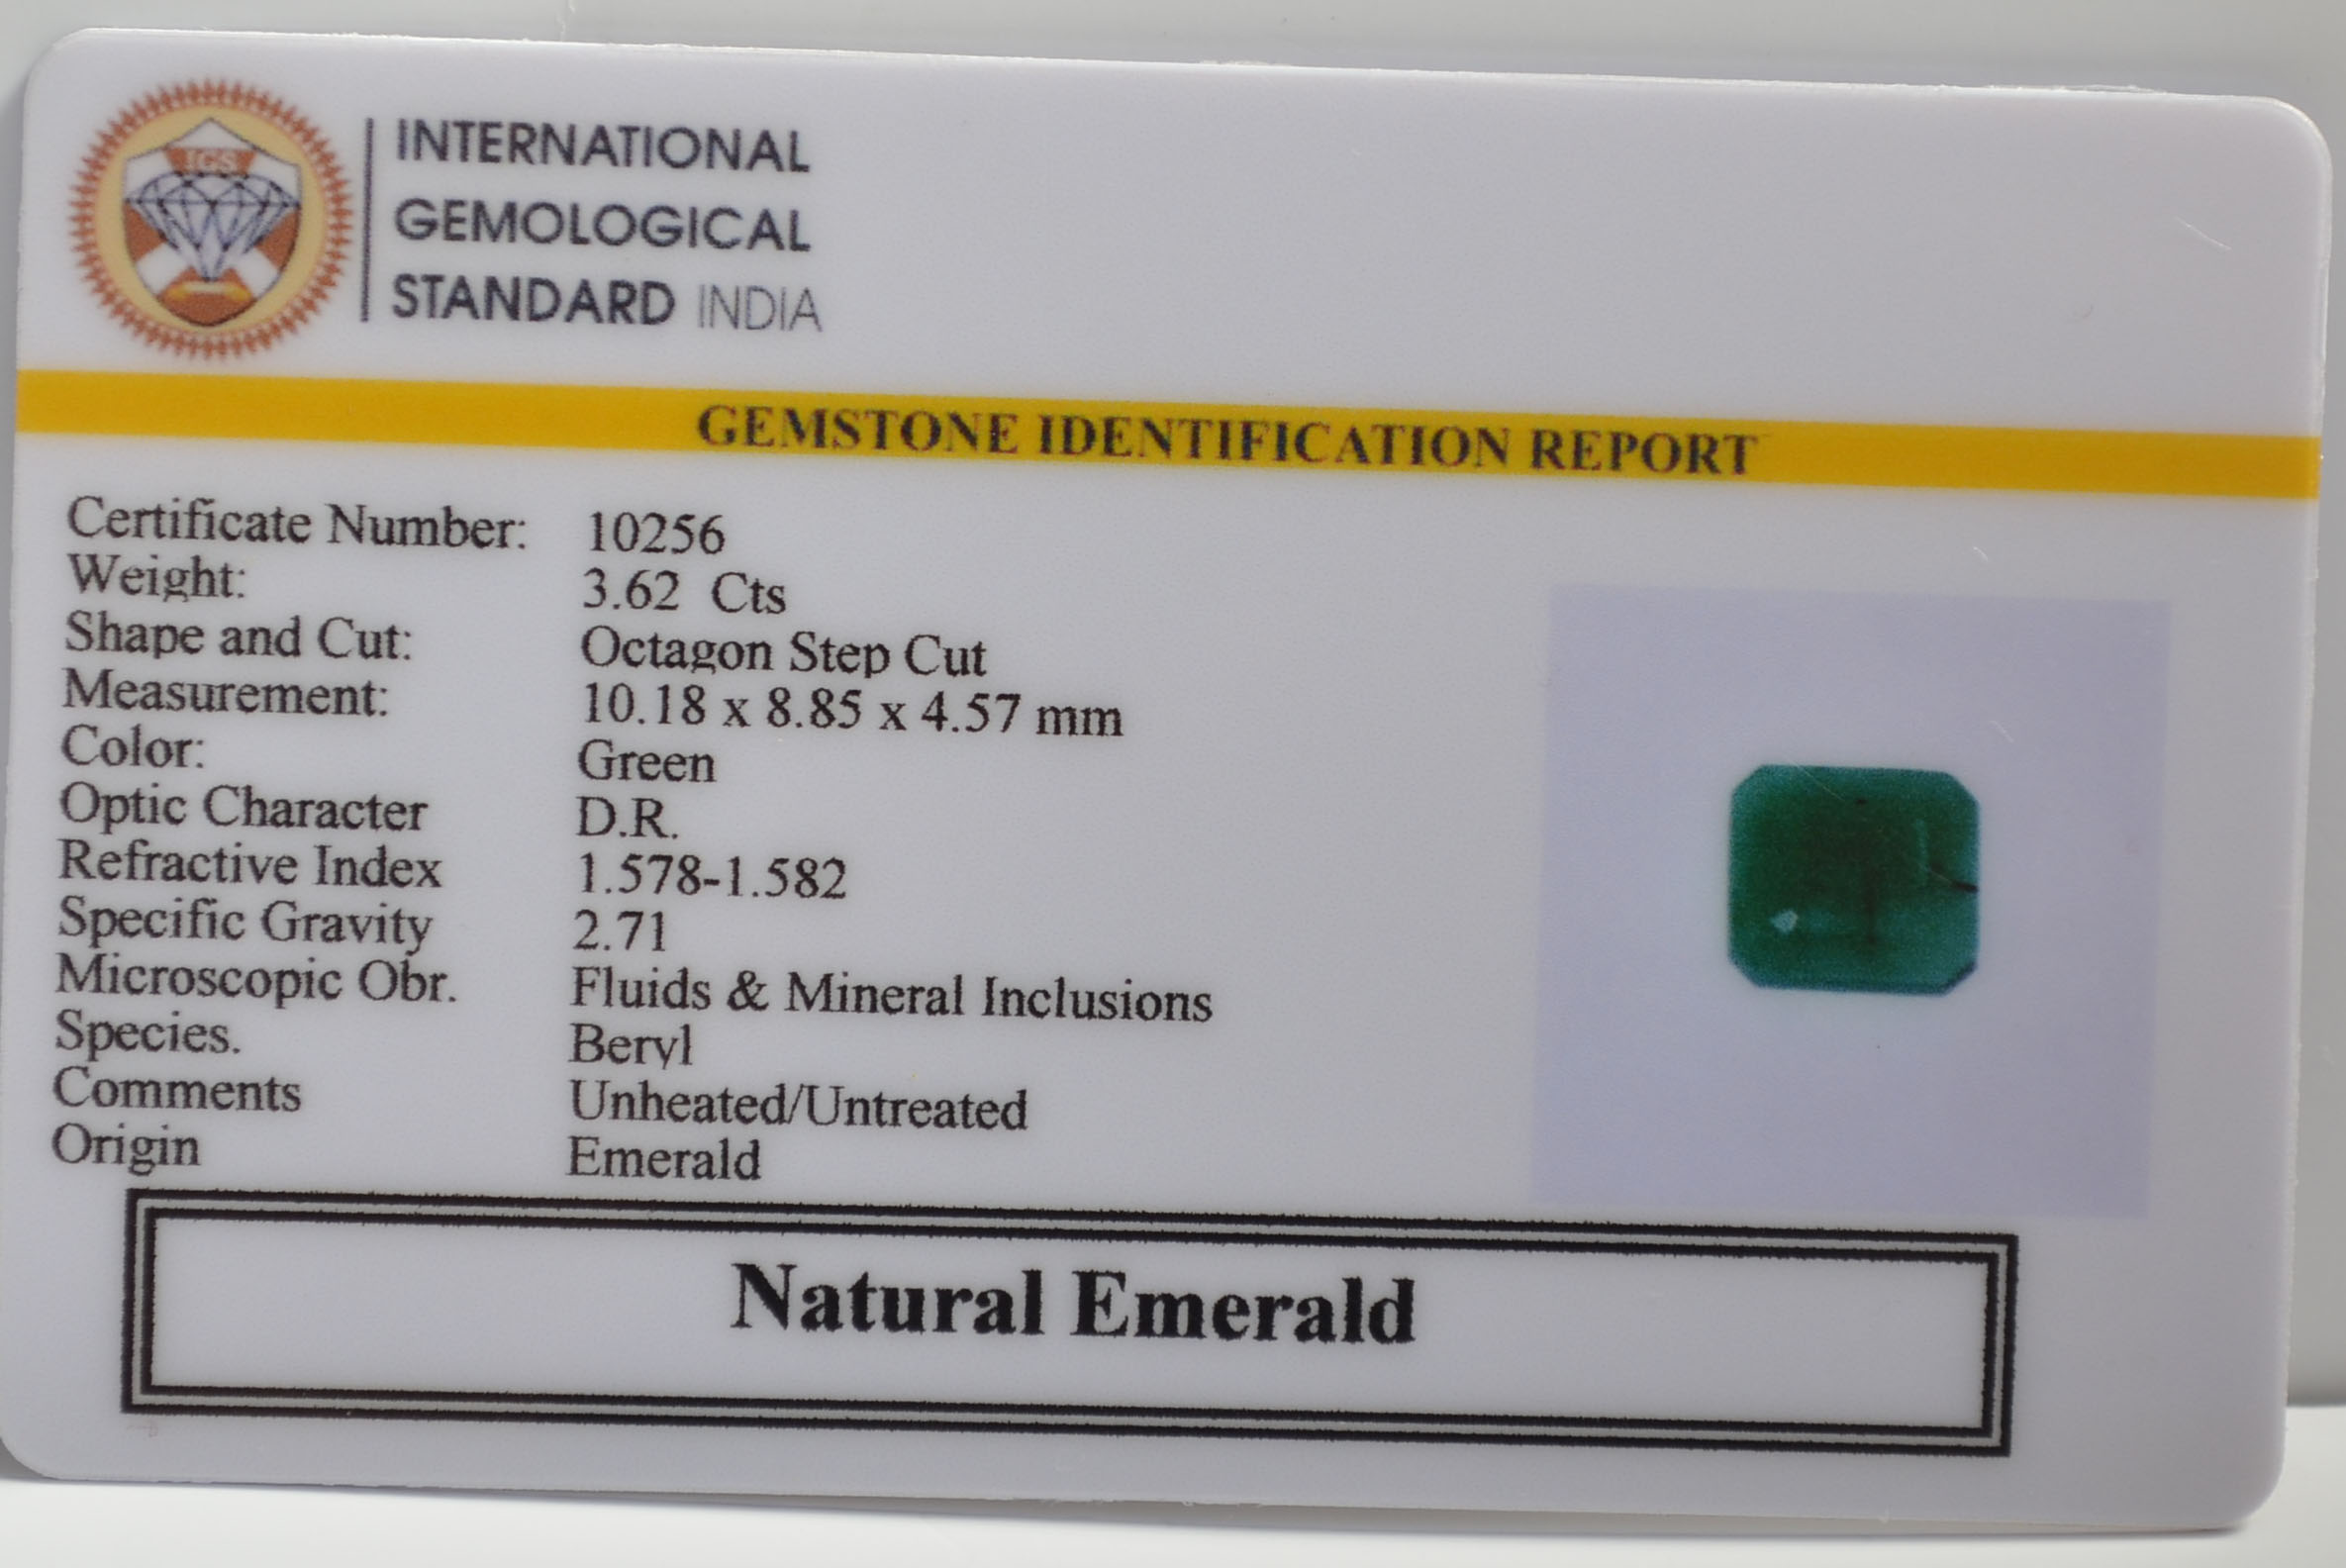 IGS
INTERNATIONAL
GEMOLOGICAL
STANDARD INDIA
GEMSTONE IDENTIFICATION REPORT
Certificate Number: 10256
Weight: 3.62 Cts
Shape and Cut: Octagon Step Cut
Measurement: 10.18 x 8.85 x 4.57 mm
Color: Green
Optic Character D.R.
Refractive Index 1.578-1.582
Specific Gravity 2.71
Microscopic Obr. Fluids & Mineral Inclusions
Species. Beryl
Comments Unheated/Untreated
Origin Emerald
Natural Emerald